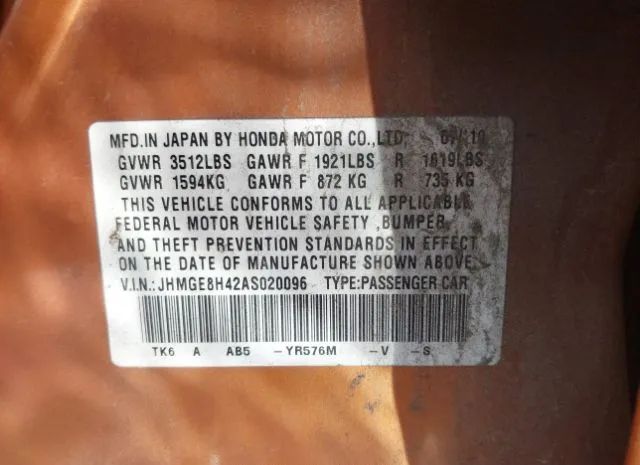 MFD.IN JAPAN BY HONDA MOTOR CO.,LTD.
GVWR 3512LBS GAWR F 1921LBS R 1619LBS
GVWR 1594KG GAWR F 872 KG R 735 KG
THIS VEHICLE CONFORMS TO ALL APPLICABLE
FEDERAL MOTOR VEHICLE SAFETY ,BUMPER,
AND THEFT PREVENTION STANDARDS IN EFFECT
ON THE DATE OF MANUFACTURE SHOWN ABOVE.
V.I.N.: JHMGE8H42AS020096 TYPE:PASSENGER CAR
TK6 A AB5 -YR576M -V -S